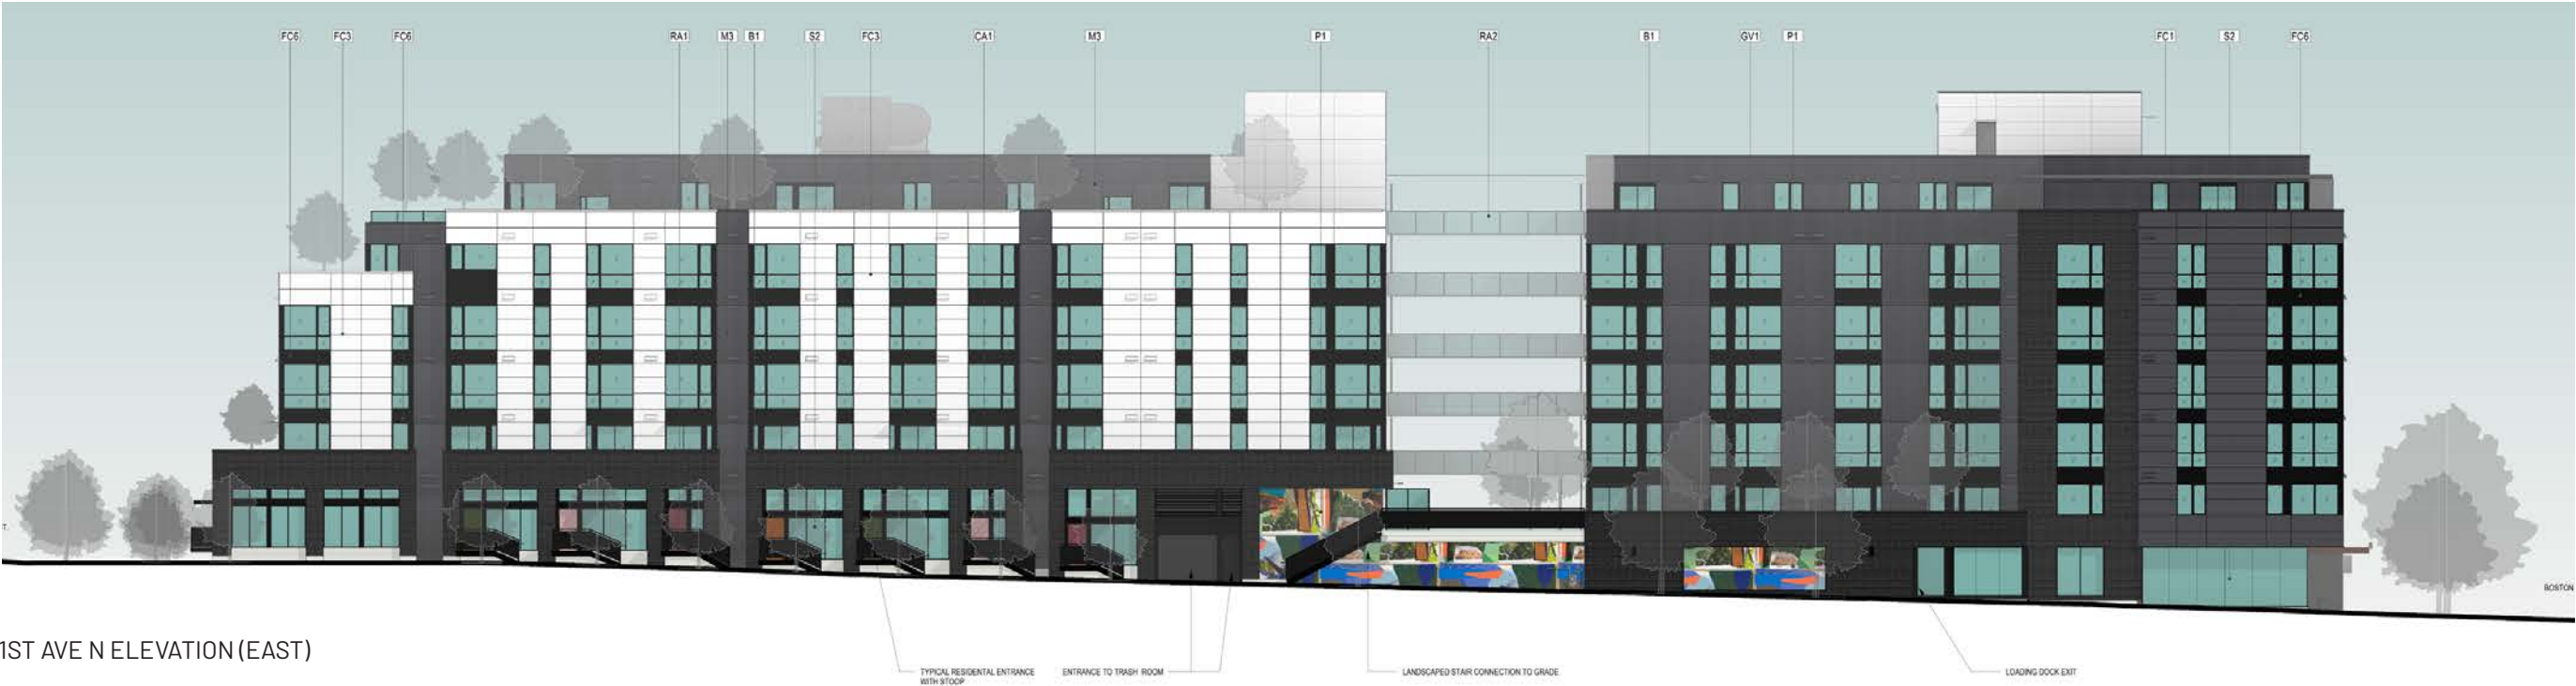 FC6 FC3 FC6 RA1 M3 B1 S2 FC3 CA1 M3 P1 RA2 B1 GV1 P1 FC1 S2 FC6
T.
BOSTON
1ST AVE N ELEVATION (EAST)
TYPICAL RESIDENTAL ENTRANCE
WITH STOOP
ENTRANCE TO TRASH ROOM
LANDSCAPED STAIR CONNECTION TO GRADE
LOADING DOCK EXIT